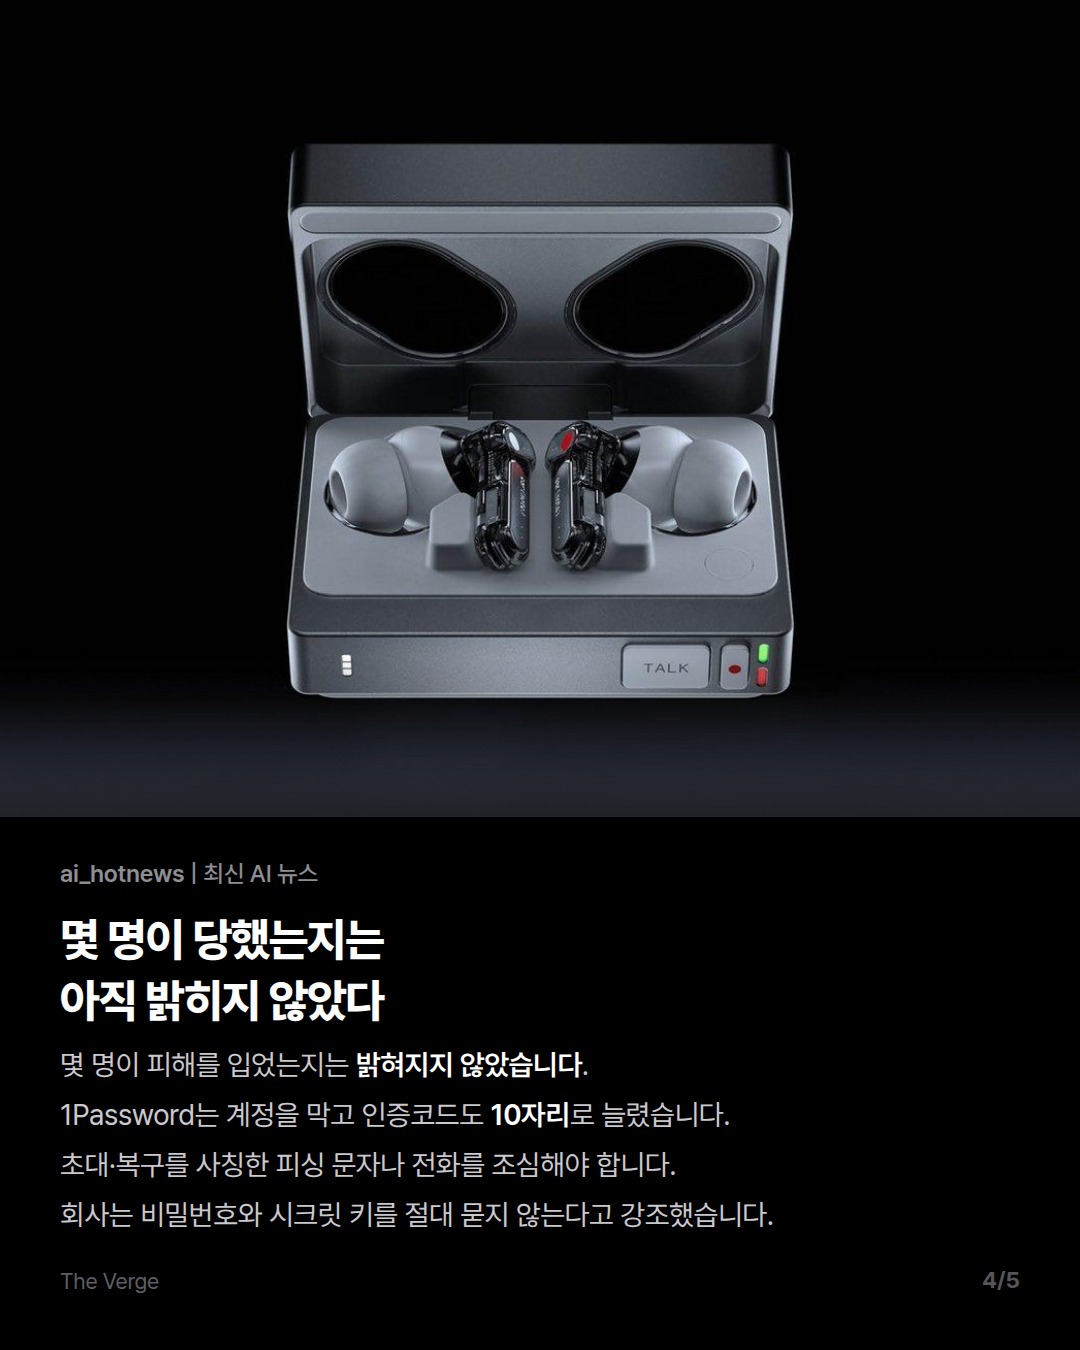 TALK
ai_hotnews | 최신 AI 뉴스
몇 명이 당했는지는
아직 밝히지 않았다
몇 명이 피해를 입었는지는 밝혀지지 않았습니다.
1Password는 계정을 막고 인증코드도 10자리로 늘렸습니다.
초대·복구를 사칭한 피싱 문자나 전화를 조심해야 합니다.
회사는 비밀번호와 시크릿 키를 절대 묻지 않는다고 강조했습니다.
The Verge
4/5